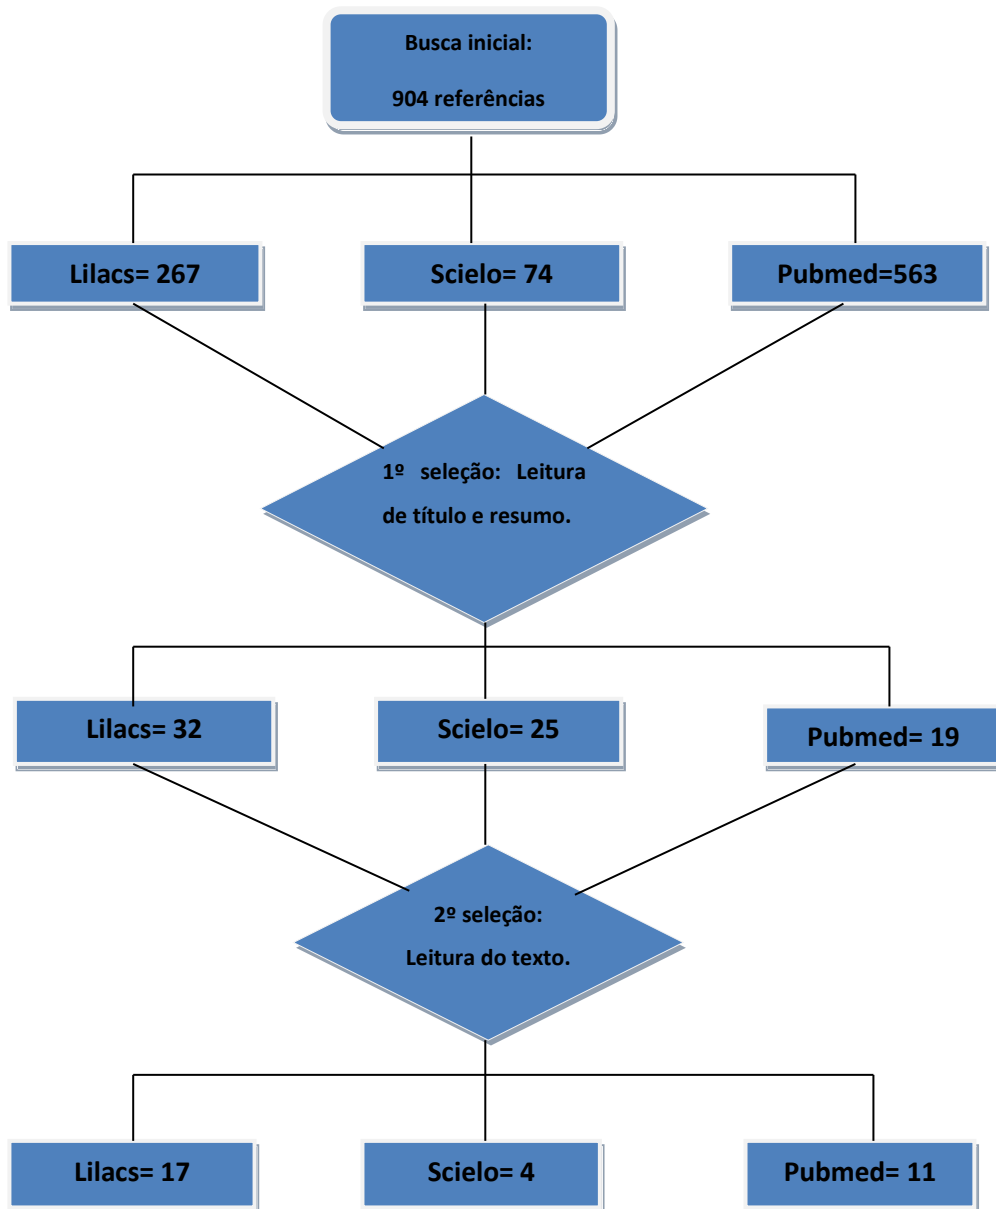 Busca inicial:
904 referências
Lilacs= 267
Scielo= 74
Pubmed=563
1º seleção: Leitura
de título e resumo.
Lilacs= 32
Scielo= 25
Pubmed= 19
2º seleção:
Leitura do texto.
Lilacs= 17
Scielo= 4
Pubmed= 11